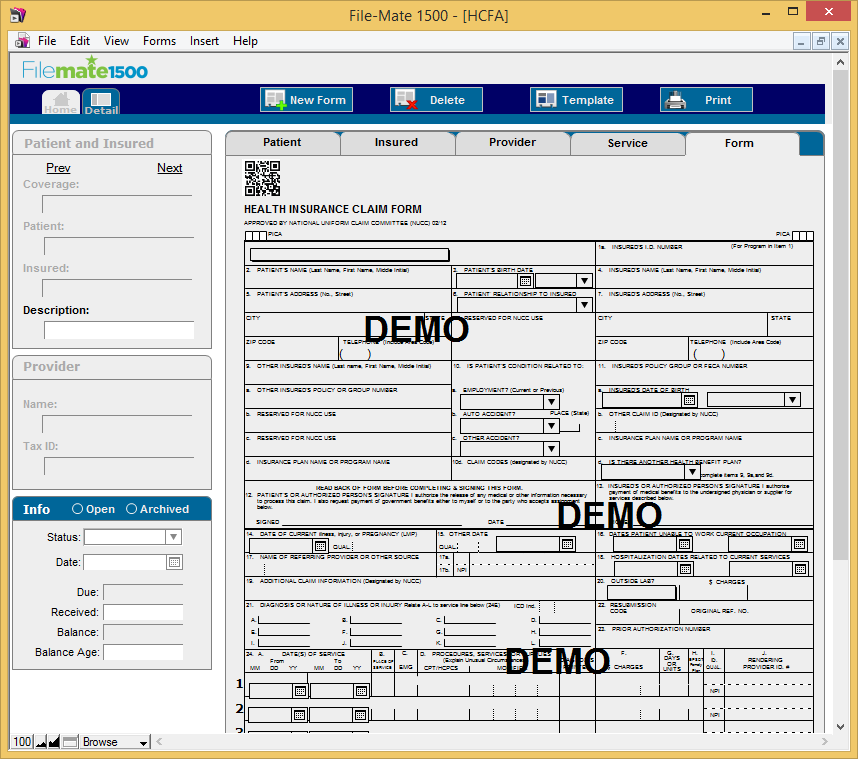 File-Mate 1500 - [HCFA]
File Edit View Forms Insert Help
Filemate1500
Home Detail
New Form Delete Template Print
Patient and Insured
Prev Next
Coverage:
Patient:
Insured:
Description:
Provider
Name:
Tax ID:
Info Open Archived
Status:
Date:
Due:
Received:
Balance:
Balance Age:
Patient Insured Provider Service Form
HEALTH INSURANCE CLAIM FORM
APPROVED BY NATIONAL UNIFORM CLAIM COMMITTEE (NUCC) 02/12
PICA PICA
1a. INSURED'S I.D. NUMBER (For Program in Item 1)
2. PATIENT'S NAME (Last Name, First Name, Middle Initial) 3. PATIENT'S BIRTH DATE 4. INSURED'S NAME (Last Name, First Name, Middle Initial)
5. PATIENT'S ADDRESS (No., Street) 6. PATIENT RELATIONSHIP TO INSURED 7. INSURED'S ADDRESS (No., Street)
CITY STATE RESERVED FOR NUCC USE CITY STATE
DEMO
ZIP CODE TELEPHONE (Include Area Code) ZIP CODE TELEPHONE (Include Area Code)
( ) ( )
9. OTHER INSURED'S NAME (Last name, First Name, Middle Initial) 10. IS PATIENT'S CONDITION RELATED TO: 11. INSURED'S POLICY GROUP OR FECA NUMBER
a. OTHER INSURED'S POLICY OR GROUP NUMBER a. EMPLOYMENT? (Current or Previous) a. INSURED'S DATE OF BIRTH
b. RESERVED FOR NUCC USE b. AUTO ACCIDENT? PLACE (State) b. OTHER CLAIM ID (Designated by NUCC)
c. RESERVED FOR NUCC USE c. OTHER ACCIDENT? c. INSURANCE PLAN NAME OR PROGRAM NAME
d. INSURANCE PLAN NAME OR PROGRAM NAME 10d. CLAIM CODES (designated by NUCC) d. IS THERE ANOTHER HEALTH BENEFIT PLAN?
complete items 9, 9a,and 9d.
READ BACK OF FORM BEFORE COMPLETING & SIGNING THIS FORM.
12. PATIENT'S OR AUTHORIZED PERSON'S SIGNATURE I authorize the release of any medical or other information necessary
to process this claim. I also request payment of government benefits either to myself or to the party who accepts assignment
below.
13. INSURED'S OR AUTHORIZED PERSON'S SIGNATURE I authorize
payment of medical benefits to the undersigned physician or supplier for
services described below.
SIGNED DATE
DEMO
14. DATE OF CURRENT Illness, injury, or PREGNANCY (LMP) 15. OTHER DATE 16. DATES PATIENT UNABLE TO WORK CURRENT OCCUPATION
QUAL. QUAL.
17. NAME OF REFERRING PROVIDER OR OTHER SOURCE 17a. 18. HOSPITALIZATION DATES RELATED TO CURRENT SERVICES
17b. NPI
19. ADDITIONAL CLAIM INFORMATION (Designated by NUCC) 20. OUTSIDE LAB? $ CHARGES
21. DIAGNOSIS OR NATURE OF ILLNESS OR INJURY Relate A-L to service line below (24E) ICD Ind. 22. RESUBMISSION
CODE ORIGINAL REF. NO.
A. B. C. D.
E. F. G. H.
I. J. K. L.
23. PRIOR AUTHORIZATION NUMBER
DEMO
24. A. DATE(S) OF SERVICE B. C. D. PROCEDURES, SERVICES, OR SUPPLIES F. G. H. I. J.
From To PLACE OF SERVICE EMG (Explain Unusual Circumstances) DAYS OR UNITS ID. QUAL. RENDERING PROVIDER ID. #
MM DD YY MM DD YY CPT/HCPCS CHARGES
1 NPI
2 NPI
3
100 Browse